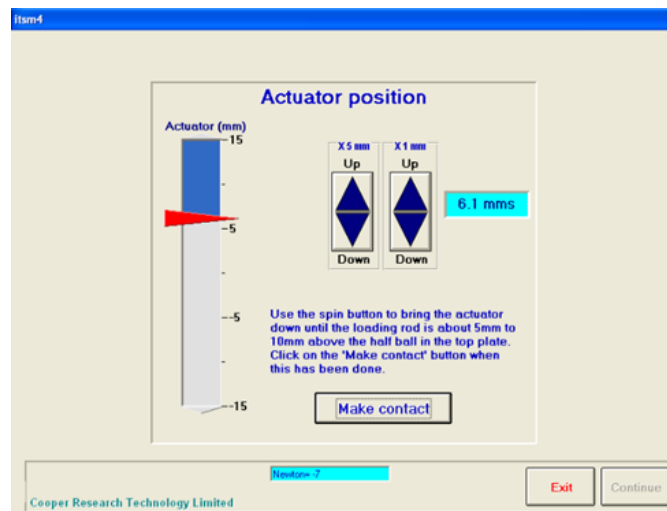 itsm4
Actuator position
Actuator (mm)
15
5
-5
-15
X 5 mm
Up
Down
X 1 mm
Up
Down
6.1 mms
Use the spin button to bring the actuator
down until the loading rod is about 5mm to
10mm above the half ball in the top plate.
Click on the 'Make contact' button when
this has been done.
Make contact
Newton= -7
Exit
Continue
Cooper Research Technology Limited